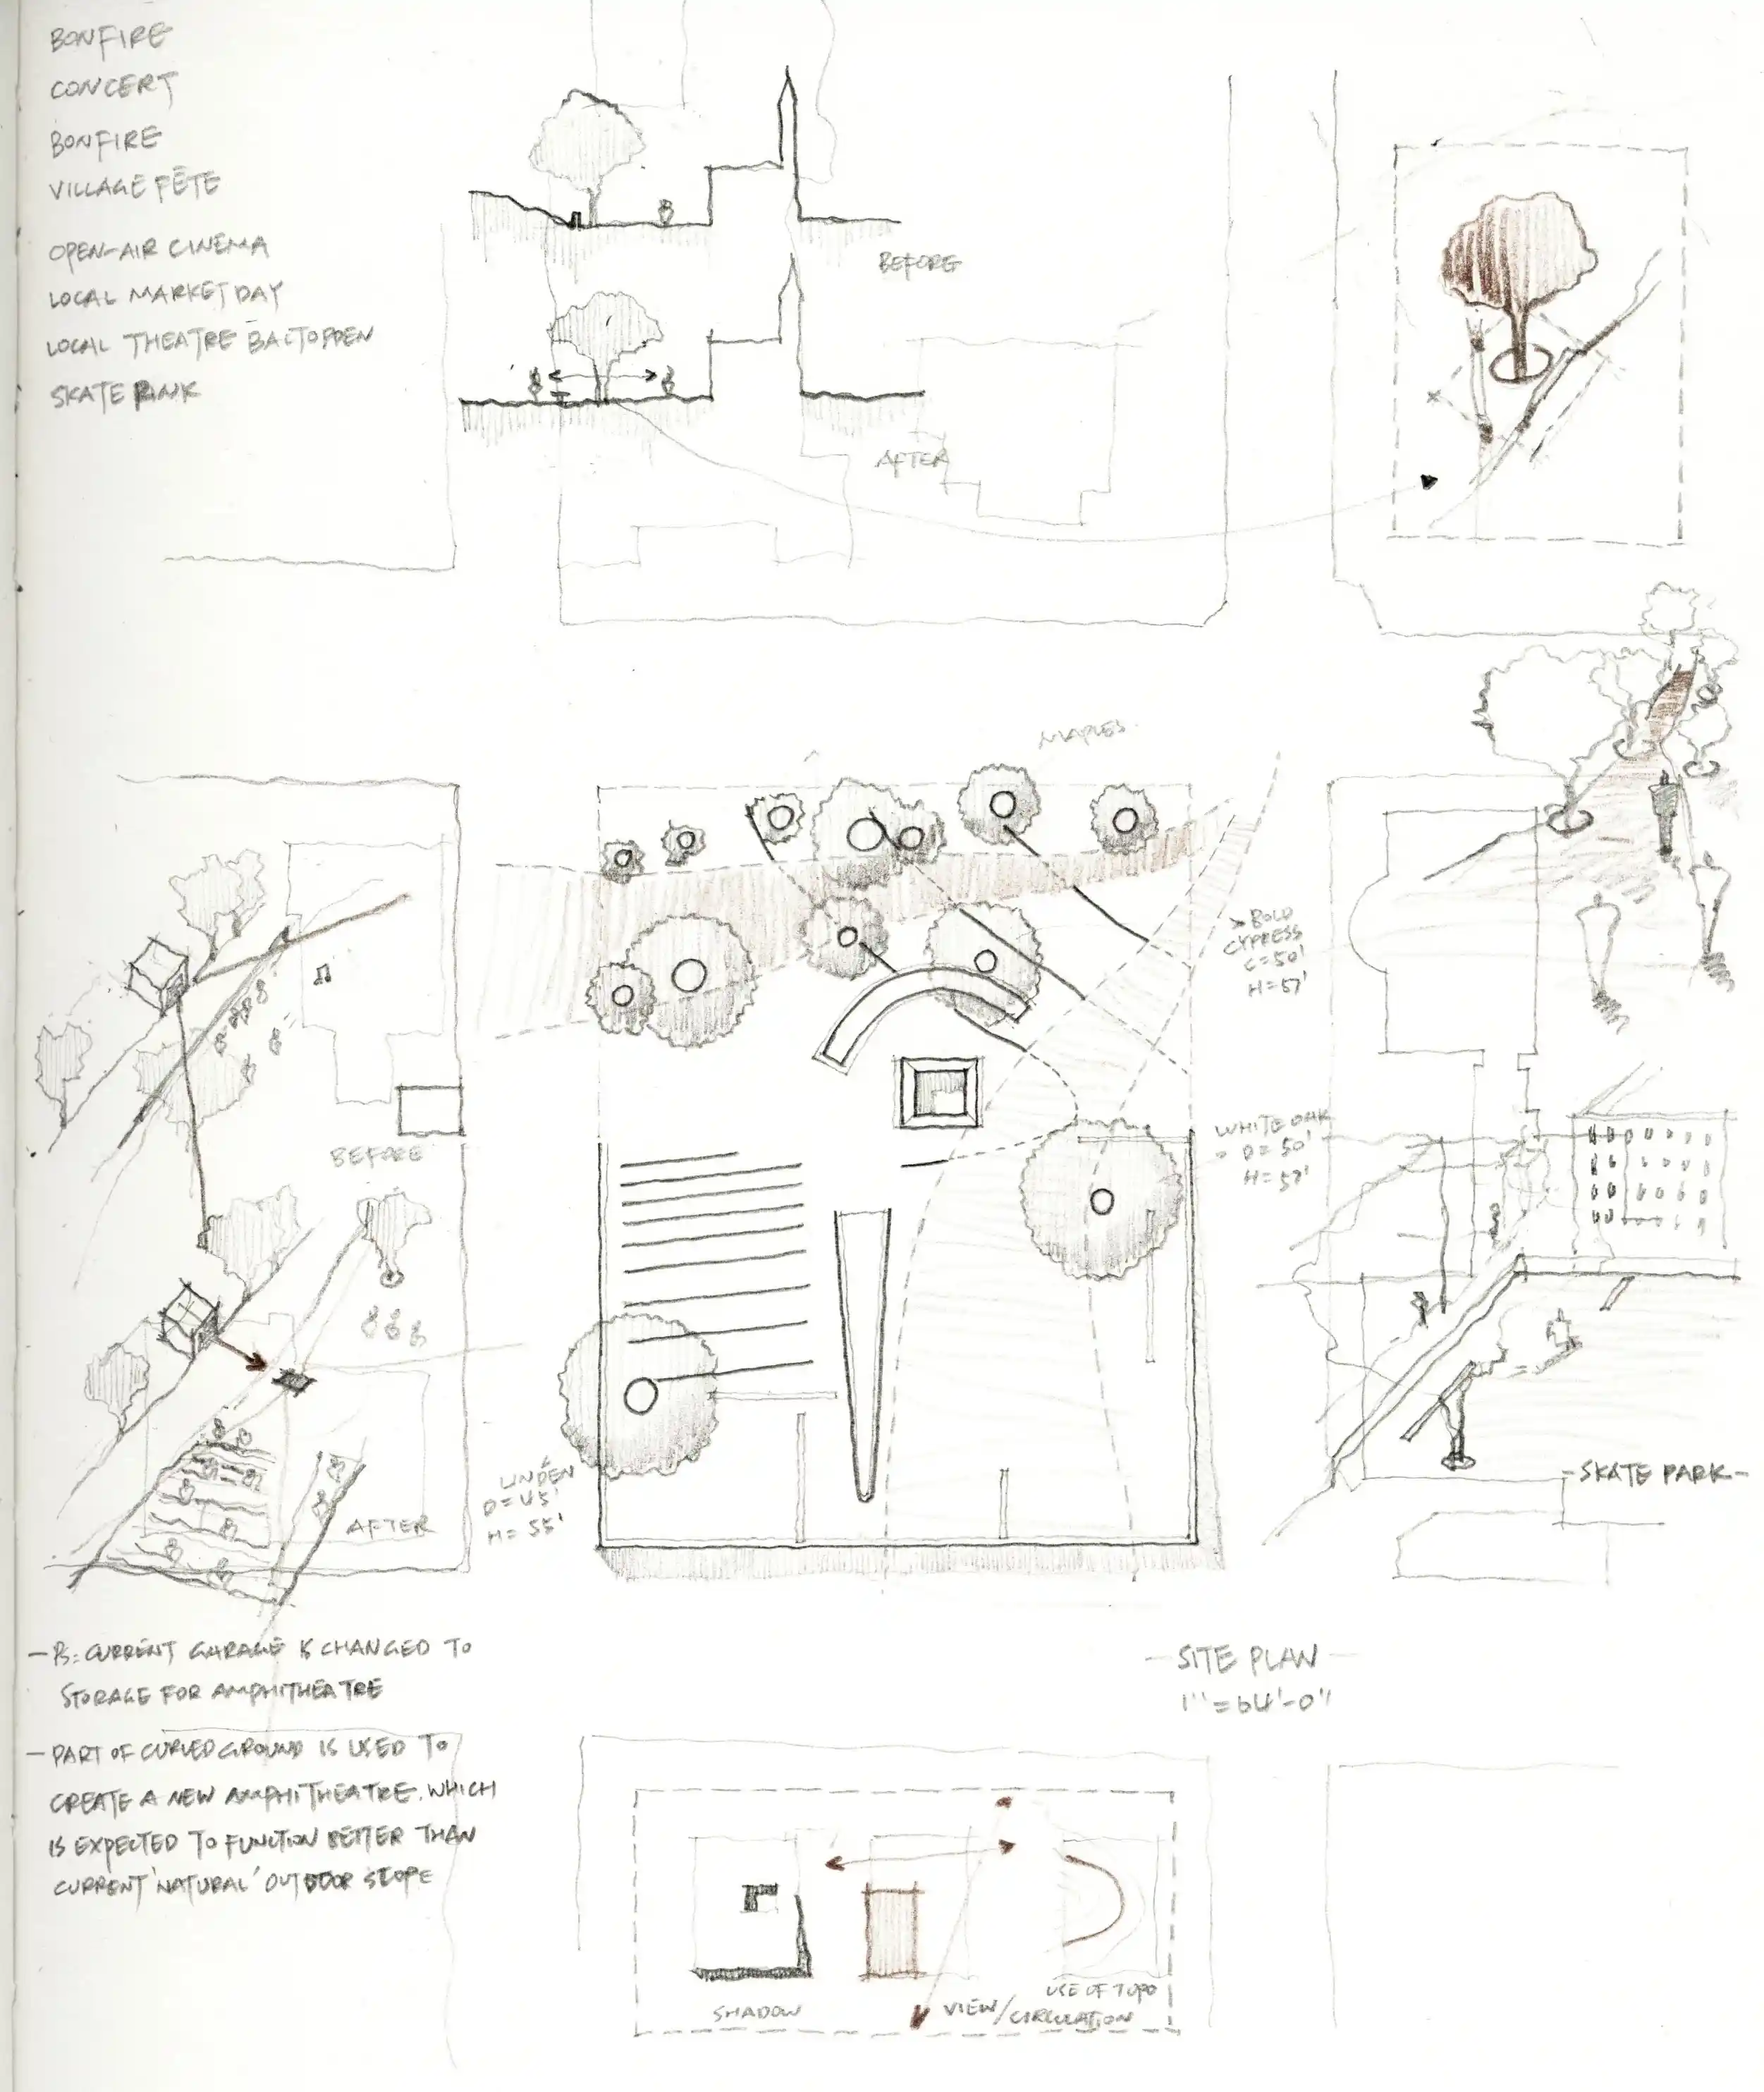 BONFIRE
CONCERT
BONFIRE
VILLAGE FÊTE
OPEN-AIR CINEMA
LOCAL MARKET DAY
LOCAL THEATRE
SKATE RINK
BEFORE
AFTER
MAPLES
BOLD
CYPRESS
C=50'
H=57'
WHITE OAK
D=50'
H=57'
BEFORE
AFTER
LINDEN
D=45'
H=55'
-SKATE PARK-
- PS: CURRENT GARAGE IS CHANGED TO
STORAGE FOR AMPHITHEATRE
- PART OF CURVED GROUND IS USED TO
CREATE A NEW AMPHITHEATRE. WHICH
IS EXPECTED TO FUNCTION BETTER THAN
CURRENT 'NATURAL' OUTDOOR SLOPE
- SITE PLAN -
1"=64'-0"
SHADOW
VIEW/CIRCULATION
USE OF TOPO